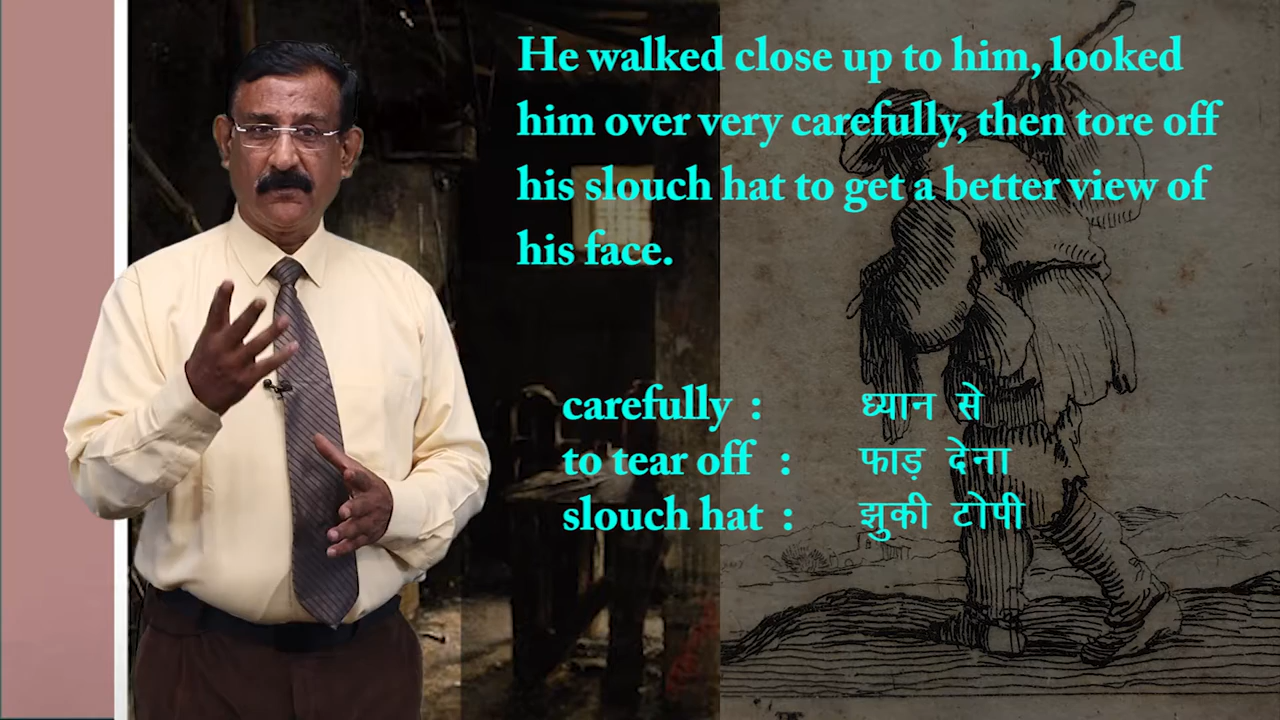 He walked close up to him, looked
him over very carefully, then tore off
his slouch hat to get a better view of
his face.
carefully : ध्यान से
to tear off : फाड़ देना
slouch hat : झुकी टोपी